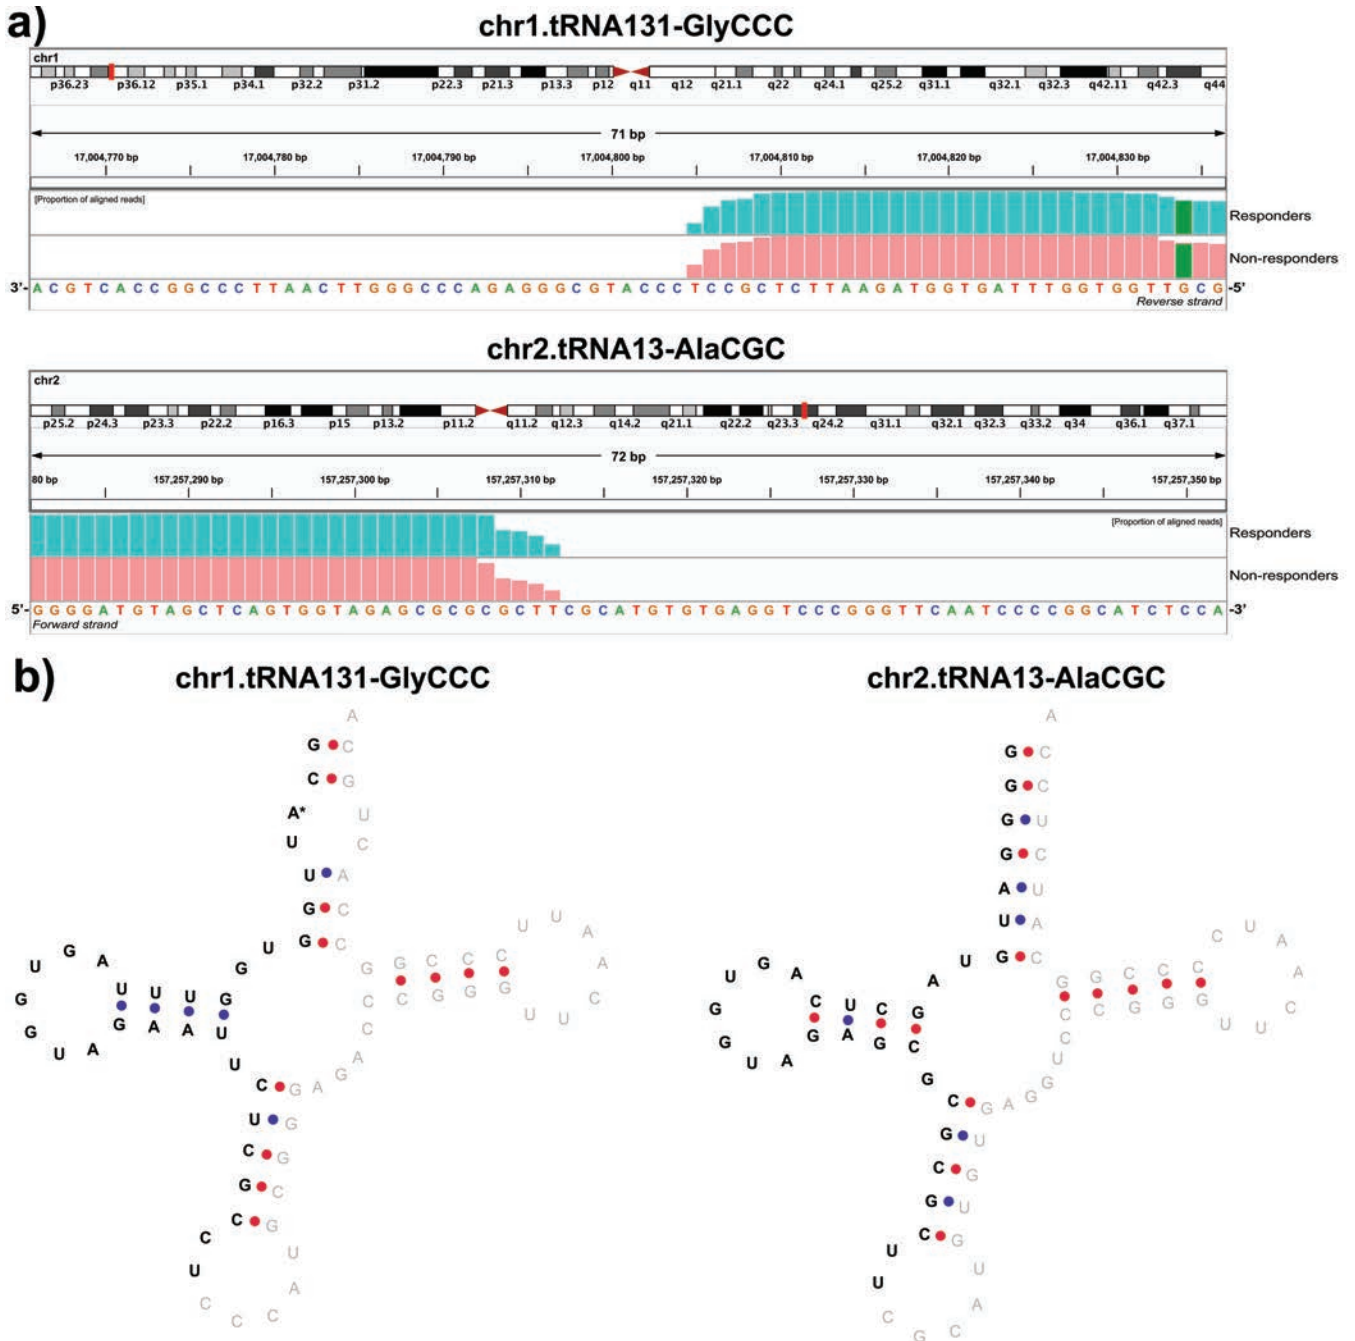 a)
chr1.tRNA131-GlyCCC
chr1
p36.23 p36.12 p35.1 p34.1 p32.2 p31.2 p22.3 p21.3 p13.3 p12 q11 q12 q21.1 q22 q24.1 q25.2 q31.1 q32.1 q32.3 q42.11 q42.3 q44
71 bp
17,004,770 bp 17,004,780 bp 17,004,790 bp 17,004,800 bp 17,004,810 bp 17,004,820 bp 17,004,830 bp
[Proportion of aligned reads]
Responders
Non-responders
3'- A C G T C A C C G G C C C T T A A C T T G G G C C C A G A G G G C G T A C C C T C C G C T C T T A A G A T G G T G A T T T G G T G G T T G C G -5'
Reverse strand
chr2.tRNA13-AlaCGC
chr2
p25.2 p24.3 p23.3 p22.2 p16.3 p15 p13.2 p11.2 q11.2 q12.3 q14.2 q21.1 q22.2 q23.3 q24.2 q31.1 q32.1 q32.3 q33.2 q34 q36.1 q37.1
72 bp
80 bp 157,257,290 bp 157,257,300 bp 157,257,310 bp 157,257,320 bp 157,257,330 bp 157,257,340 bp 157,257,350 bp
[Proportion of aligned reads]
Responders
Non-responders
5'- G G G G A T G T A G C T C A G T G G T A G A G C G C G C G C T T C G C A T G T G T G A G G T C C C G G G T T C A A T C C C C G G C A T C T C C A -3'
Forward strand
b)
chr1.tRNA131-GlyCCC
A
G C
C G
A* U
U C
U A
G C
G C
U G
G A U G U U U G
G G U A G A A U
U
G G C C C U U A A C U U G G G C C
C A G A G
C G
U G
C G
G C
C G
C U
U A
C C C
chr2.tRNA13-AlaCGC
A
G C
G C
G U
G C
A U
U A
G C
U A
G A U G C U C G
G G U A G A G C
G
G G C C C C U A A C U U G G G C C
C U G G A G
C G
G U
C G
G U
C G
U U
U A
C G C